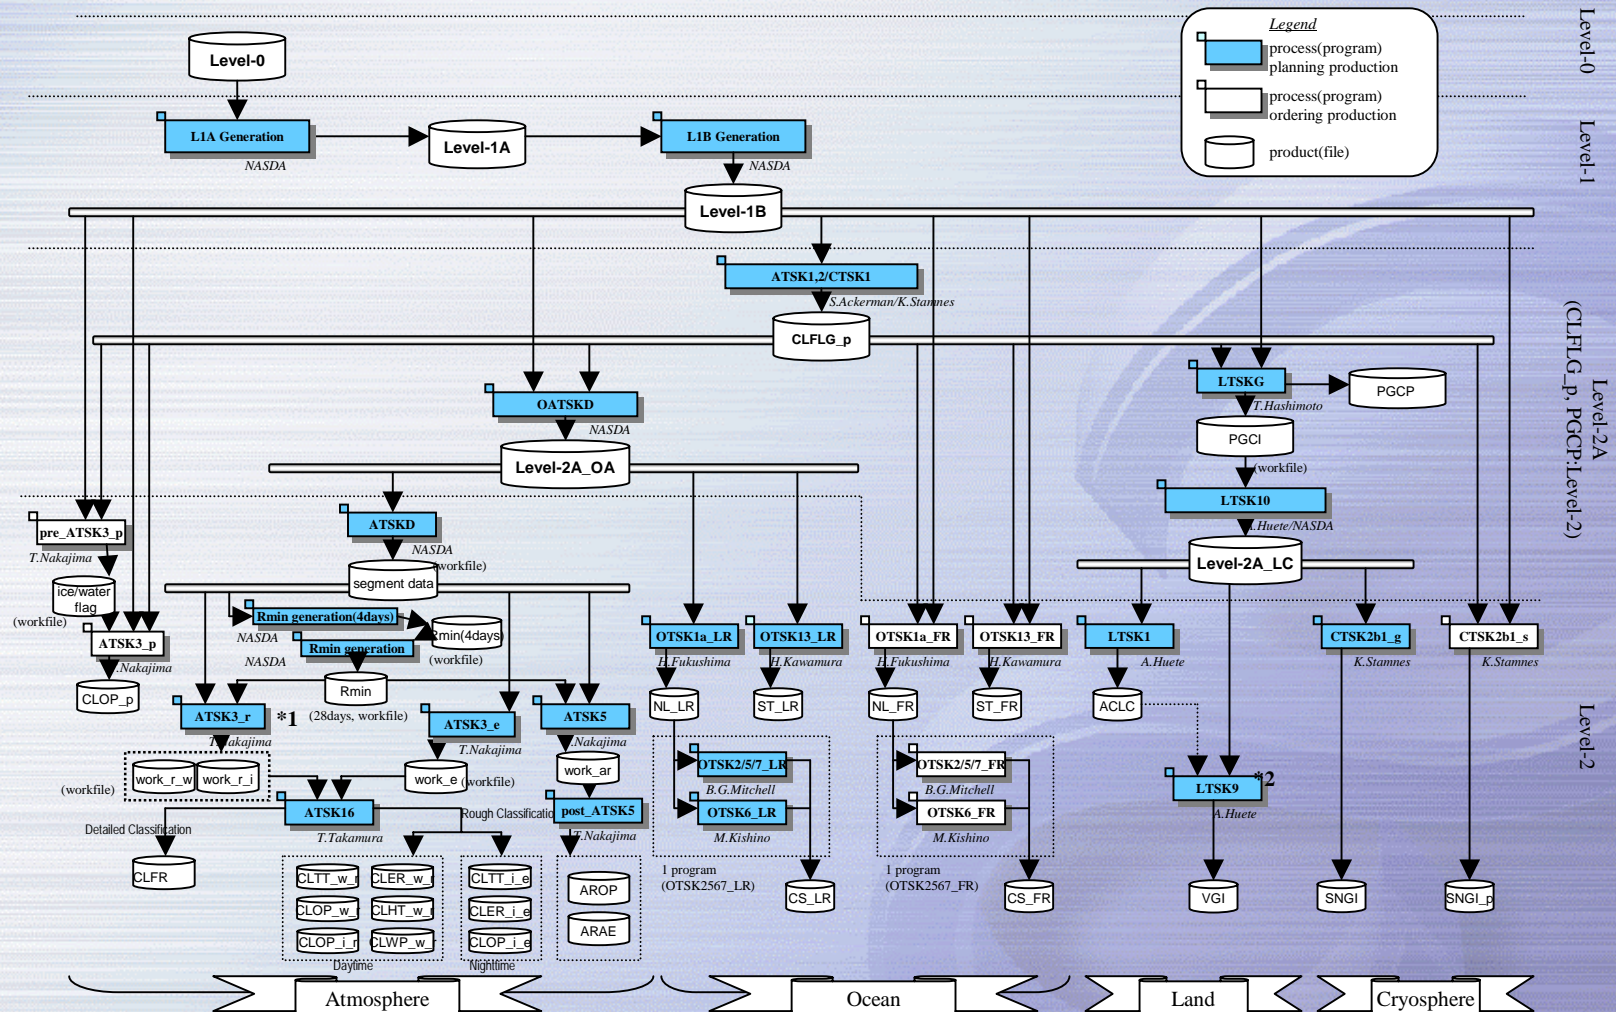 Legend
process(program)
planning production
process(program)
ordering production
product(file)
Level-0
Level-1
Level-2A
(CLFLG_p, PGCP:Level-2)
Level-2
Level-0
L1A Generation
NASDA
Level-1A
L1B Generation
NASDA
Level-1B
ATSK1,2/CTSK1
S.Ackerman/K.Stamnes
CLFLG_p
OATSKD
NASDA
Level-2A_OA
LTSKG
T.Hashimoto
PGCP
PGCI
(workfile)
LTSK10
A.Huete/NASDA
Level-2A_LC
pre_ATSK3_p
T.Nakajima
ice/water
flag
(workfile)
ATSK3_p
.Nakajima
CLOP_p
ATSKD
NASDA
(workfile)
segment data
Rmin generation(4days)
NASDA
Rmin(4days)
(workfile)
Rmin generation
NASDA
Rmin
(28days, workfile)
ATSK3_r
*1
T.Nakajima
ATSK3_e
T.Nakajima
ATSK5
.Nakajima
work_r_w
work_r_i
(workfile)
work_e
(workfile)
work_ar
ATSK16
T.Takamura
Detailed Classification
Rough Classificatio
post_ATSK5
T.Nakajima
CLFR
CLTT_w_r
CLER_w_r
CLOP_w_r
CLHT_w_r
CLOP_i_r
CLWP_w_r
Daytime
CLTT_i_e
CLER_i_e
CLOP_i_e
Nighttime
AROP
ARAE
OTSK1a_LR
H.Fukushima
OTSK13_LR
H.Kawamura
OTSK1a_FR
H.Fukushima
OTSK13_FR
H.Kawamura
NL_LR
ST_LR
NL_FR
ST_FR
OTSK2/5/7_LR
B.G.Mitchell
OTSK6_LR
M.Kishino
1 program
(OTSK2567_LR)
CS_LR
OTSK2/5/7_FR
B.G.Mitchell
OTSK6_FR
M.Kishino
1 program
(OTSK2567_FR)
CS_FR
LTSK1
A.Huete
ACLC
LTSK9
*2
A.Huete
VGI
CTSK2b1_g
K.Stamnes
SNGI
CTSK2b1_s
K.Stamnes
SNGI_p
Atmosphere
Ocean
Land
Cryosphere